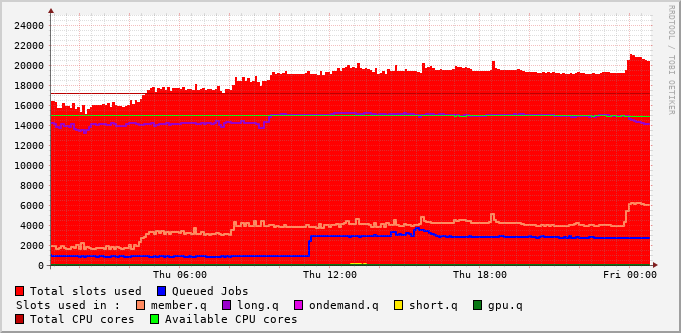 24000
22000
20000
18000
16000
14000
12000
10000
8000
6000
4000
2000
0
Thu 06:00 Thu 12:00 Thu 18:00 Fri 00:00
RRDTOOL / TOBI OETIKER
Total slots used Queued Jobs
Slots used in : member.q long.q ondemand.q short.q gpu.q
Total CPU cores Available CPU cores